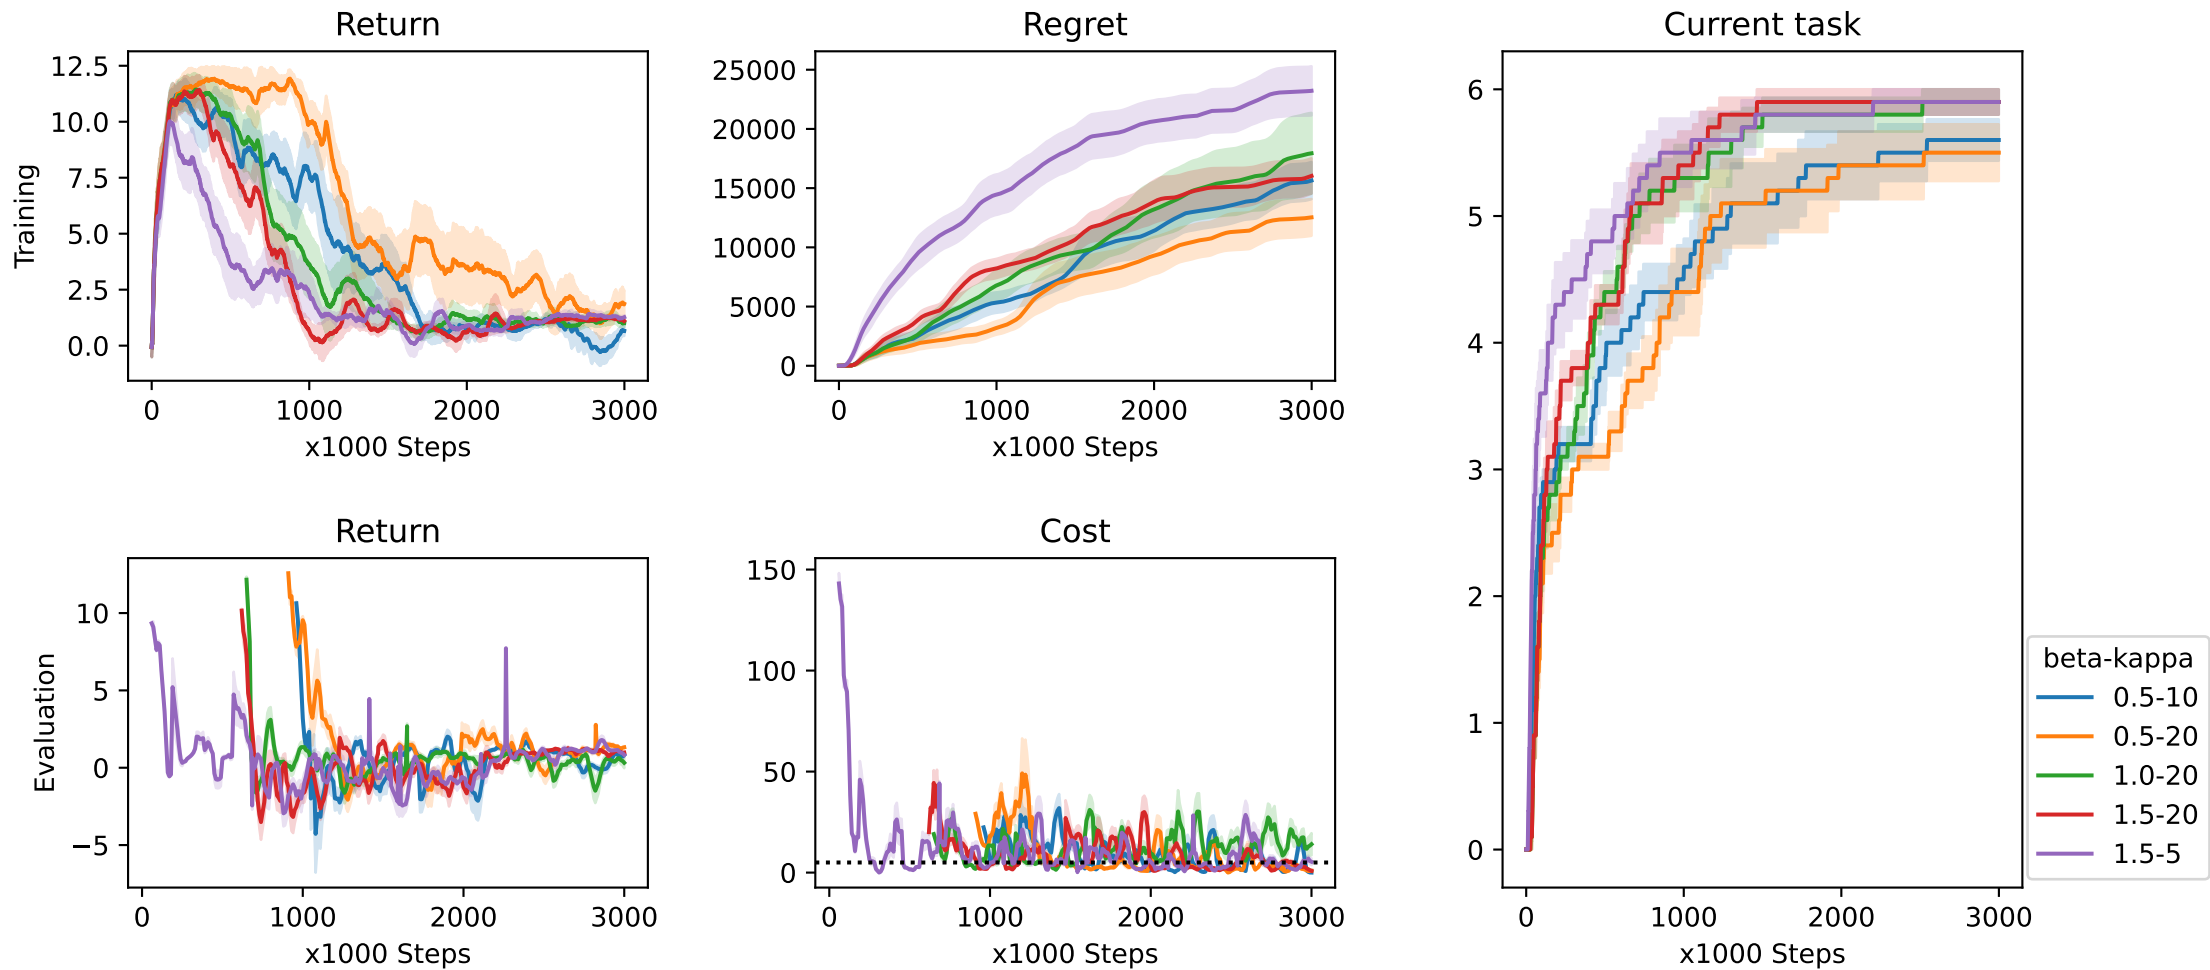 Return
Training
12.5
10.0
7.5
5.0
2.5
0.0
0 1000 2000 3000
x1000 Steps
Regret
25000
20000
15000
10000
5000
0
0 1000 2000 3000
x1000 Steps
Return
Evaluation
10
5
0
−5
0 1000 2000 3000
x1000 Steps
Cost
150
100
50
0
0 1000 2000 3000
x1000 Steps
Current task
6
5
4
3
2
1
0
0 1000 2000 3000
x1000 Steps
beta-kappa
0.5-10
0.5-20
1.0-20
1.5-20
1.5-5